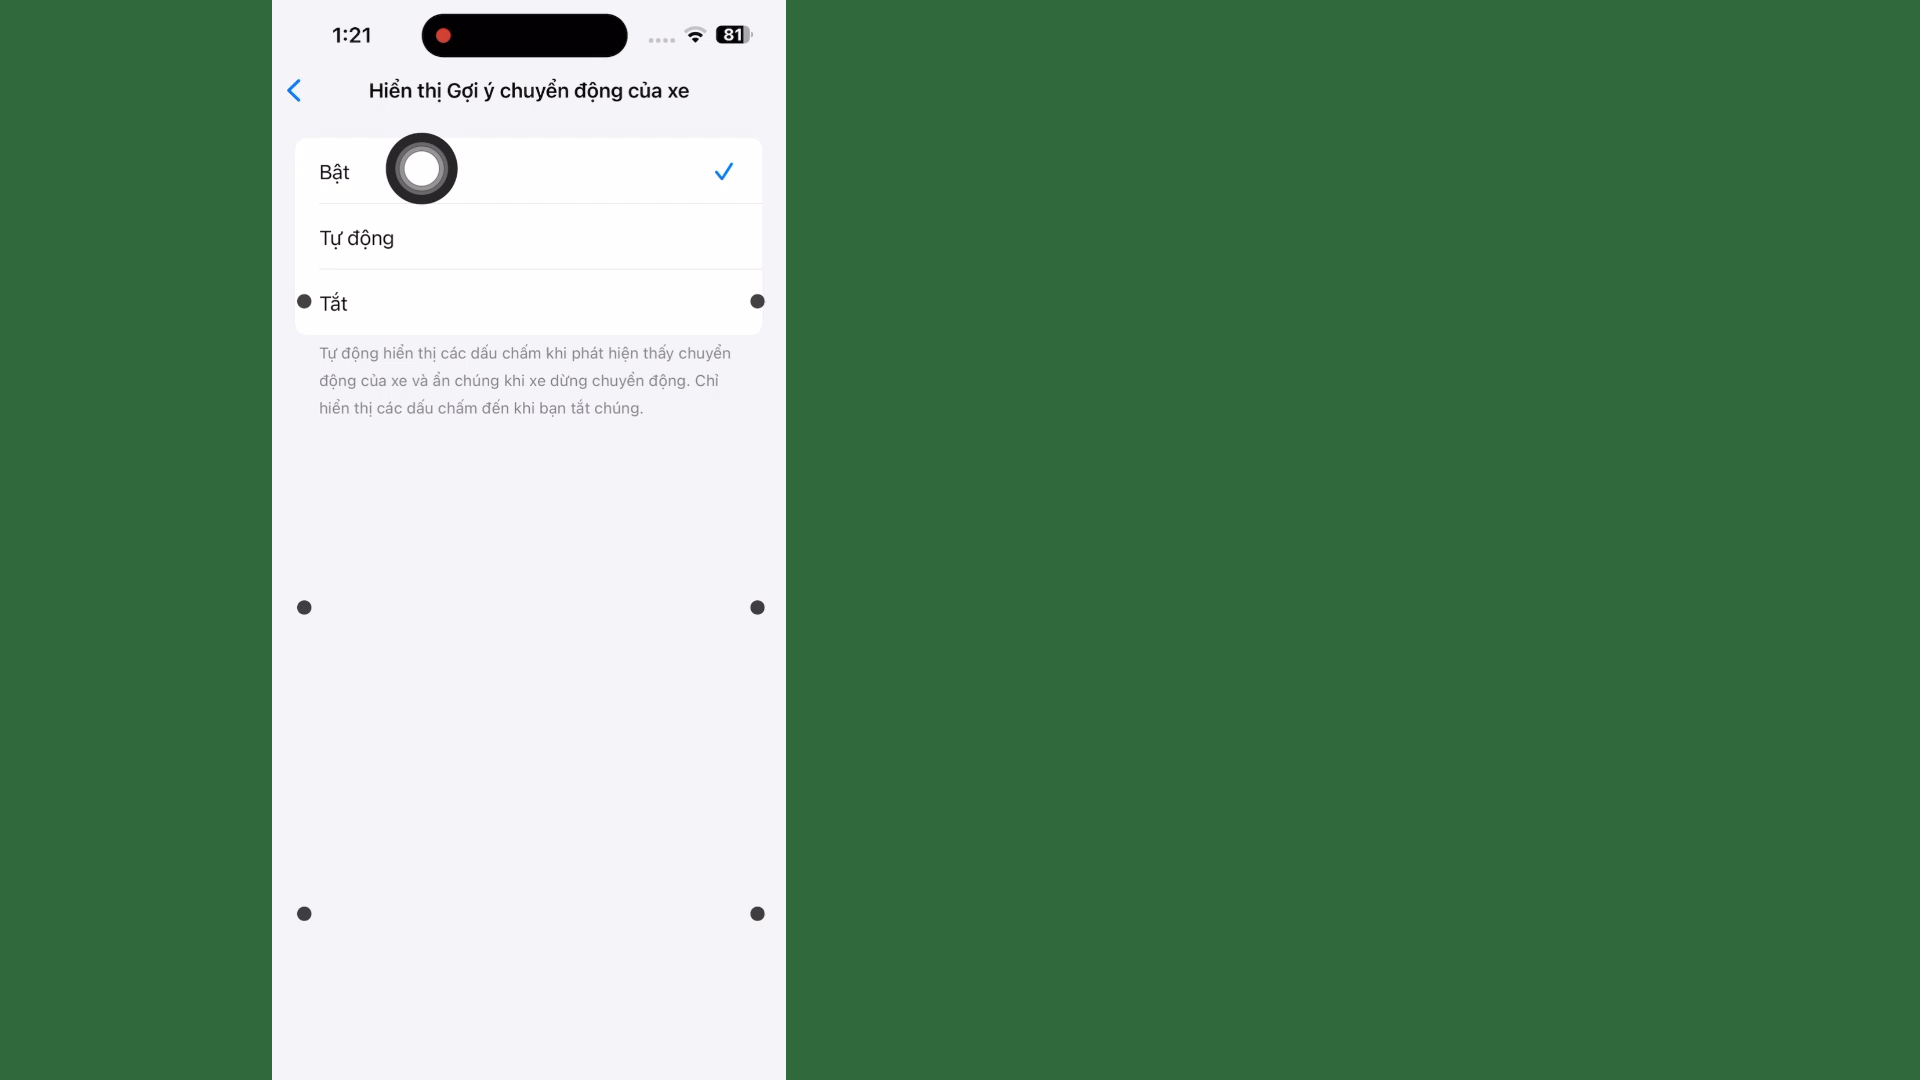 1:21
81
Hiển thị Gợi ý chuyển động của xe
Bật
Tự động
Tắt
Tự động hiển thị các dấu chấm khi phát hiện thấy chuyển
động của xe và ẩn chúng khi xe dừng chuyển động. Chỉ
hiển thị các dấu chấm đến khi bạn tắt chúng.